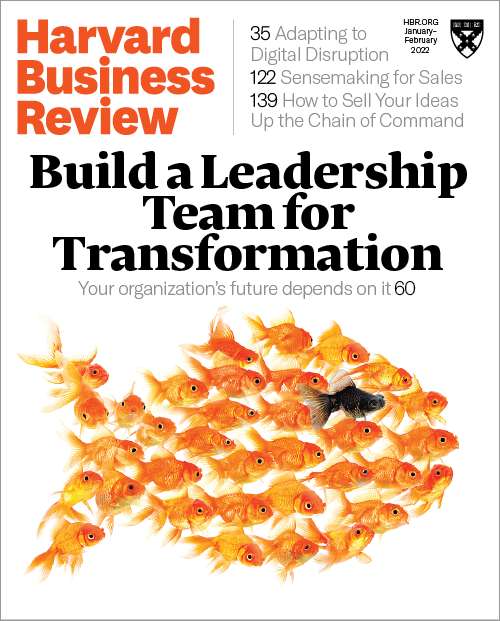 Harvard
Business
Review
35 Adapting to
Digital Disruption
122 Sensemaking for Sales
139 How to Sell Your Ideas
Up the Chain of Command
HBR.ORG
January–
February
2022
Build a Leadership
Team for
Transformation
Your organization's future depends on it 60